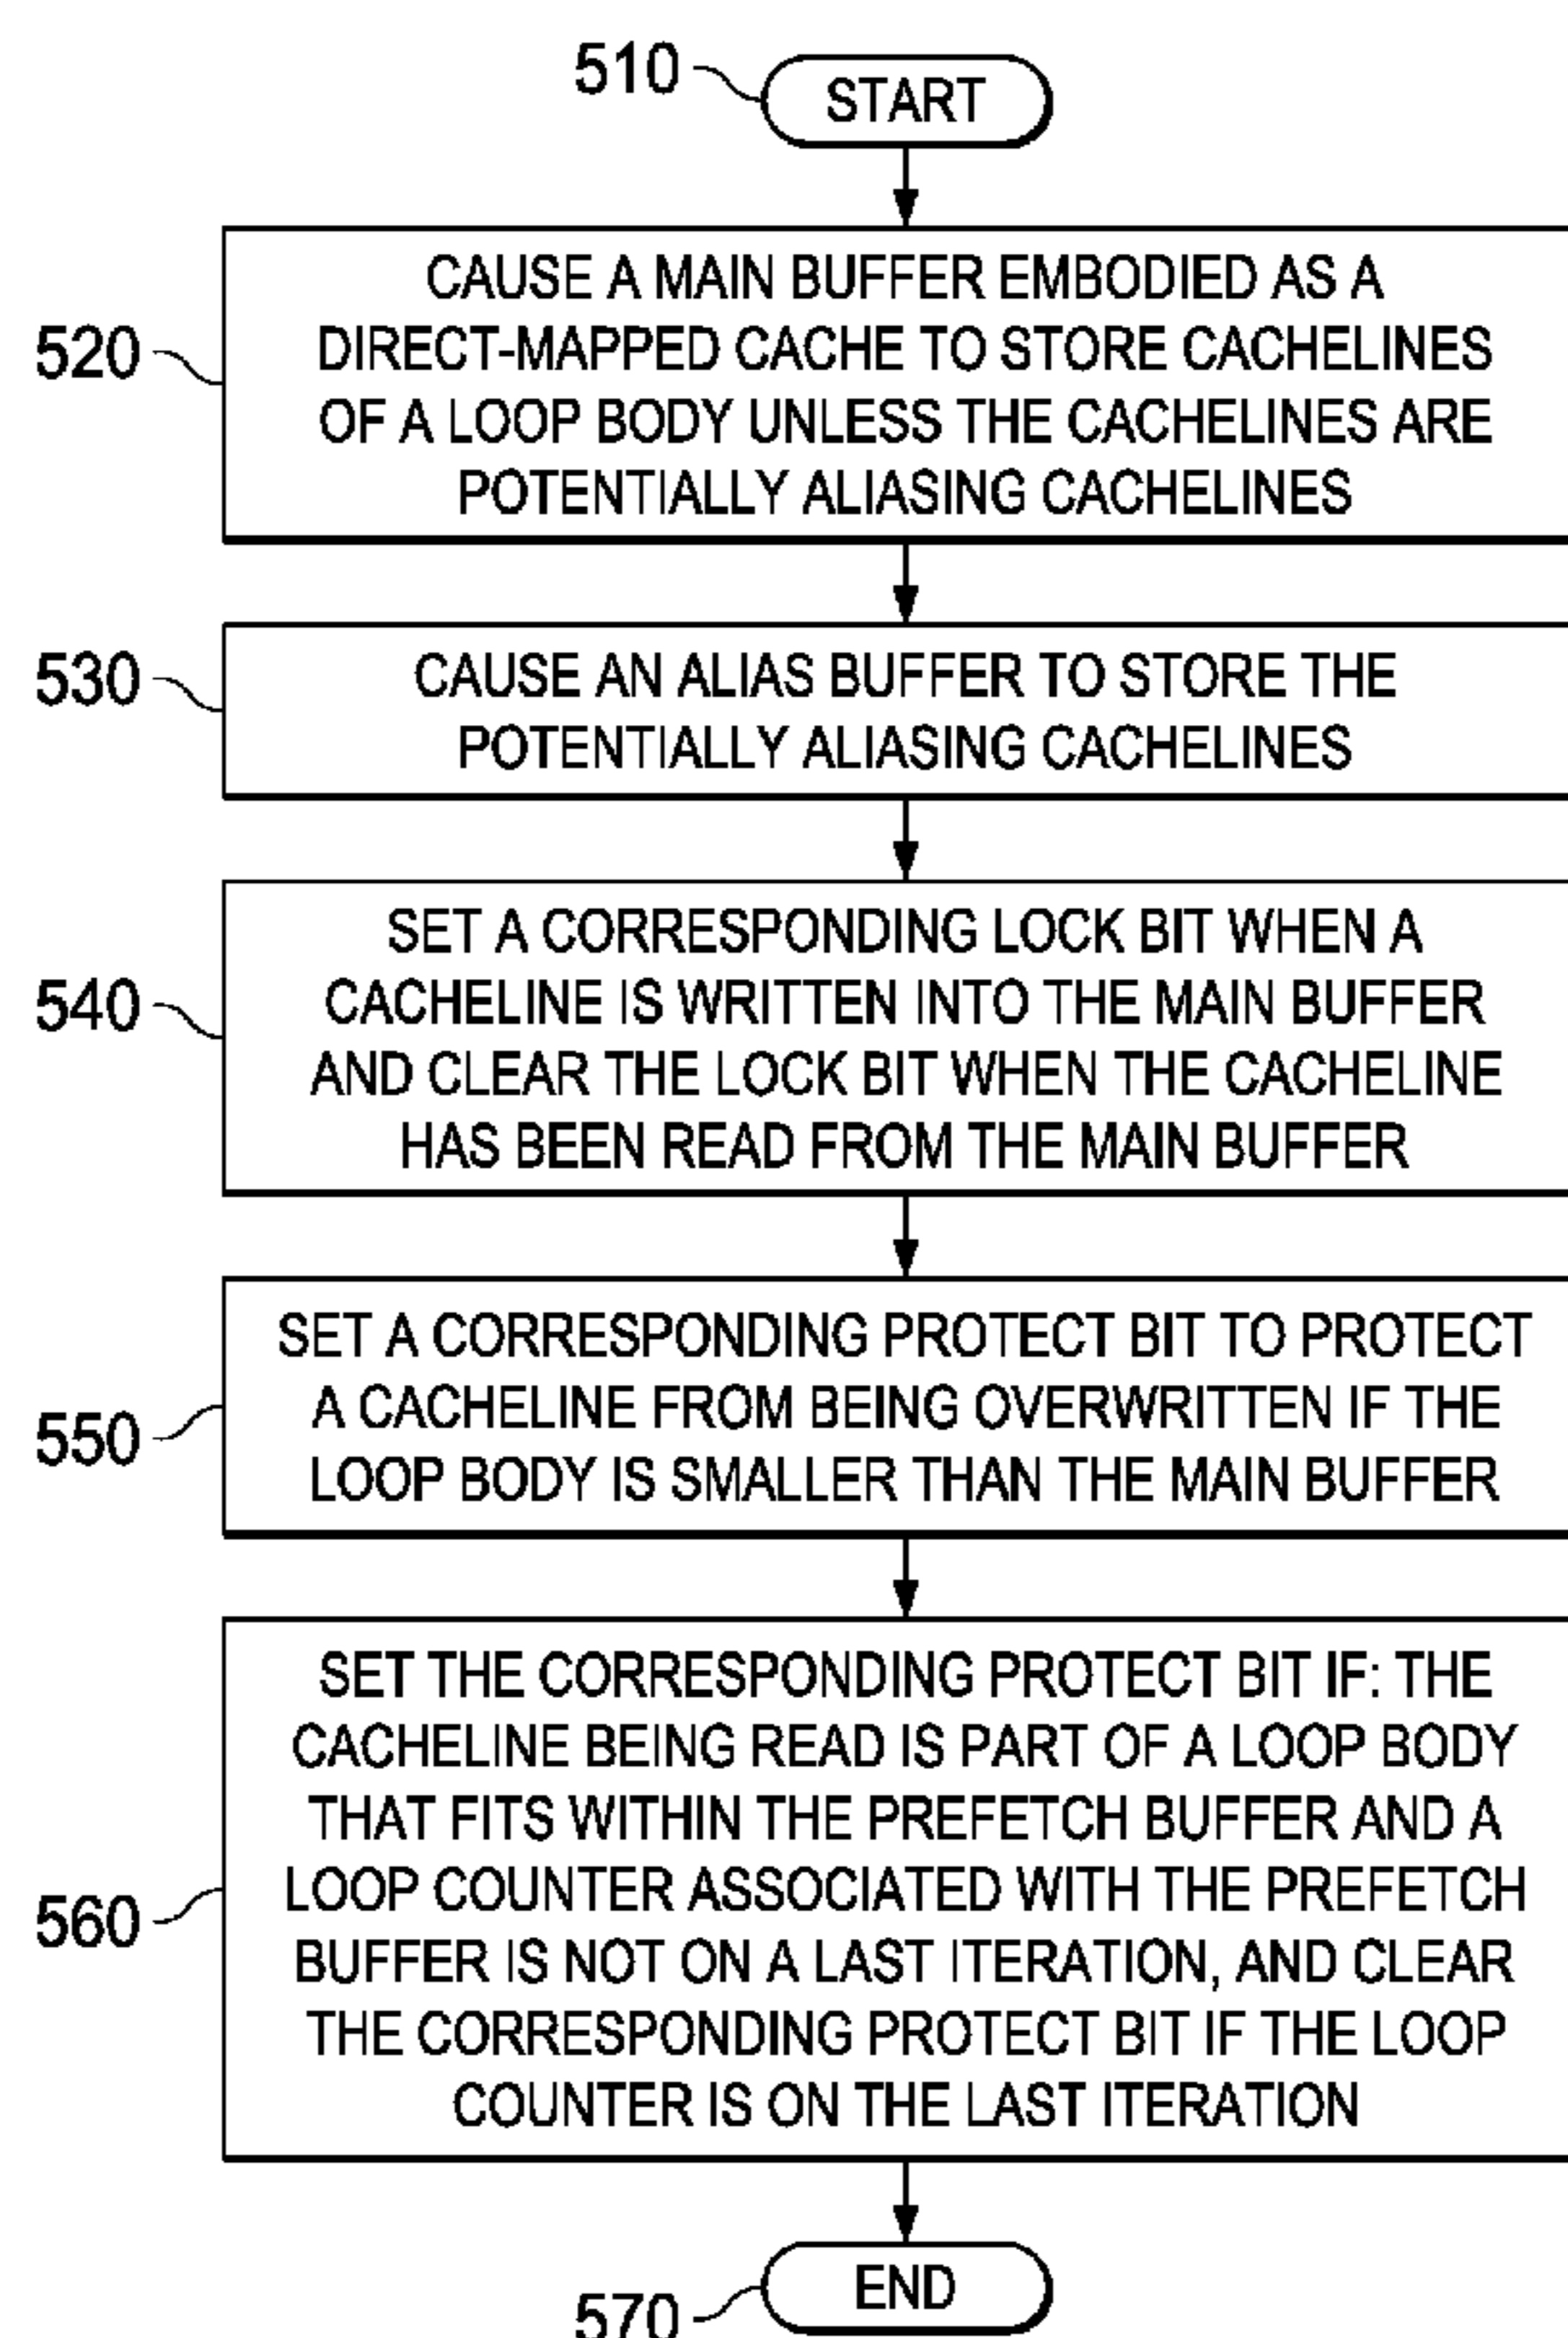 510
START
520
CAUSE A MAIN BUFFER EMBODIED AS A
DIRECT-MAPPED CACHE TO STORE CACHELINES
OF A LOOP BODY UNLESS THE CACHELINES ARE
POTENTIALLY ALIASING CACHELINES
530
CAUSE AN ALIAS BUFFER TO STORE THE
POTENTIALLY ALIASING CACHELINES
540
SET A CORRESPONDING LOCK BIT WHEN A
CACHELINE IS WRITTEN INTO THE MAIN BUFFER
AND CLEAR THE LOCK BIT WHEN THE CACHELINE
HAS BEEN READ FROM THE MAIN BUFFER
550
SET A CORRESPONDING PROTECT BIT TO PROTECT
A CACHELINE FROM BEING OVERWRITTEN IF THE
LOOP BODY IS SMALLER THAN THE MAIN BUFFER
560
SET THE CORRESPONDING PROTECT BIT IF: THE
CACHELINE BEING READ IS PART OF A LOOP BODY
THAT FITS WITHIN THE PREFETCH BUFFER AND A
LOOP COUNTER ASSOCIATED WITH THE PREFETCH
BUFFER IS NOT ON A LAST ITERATION, AND CLEAR
THE CORRESPONDING PROTECT BIT IF THE LOOP
COUNTER IS ON THE LAST ITERATION
END
570